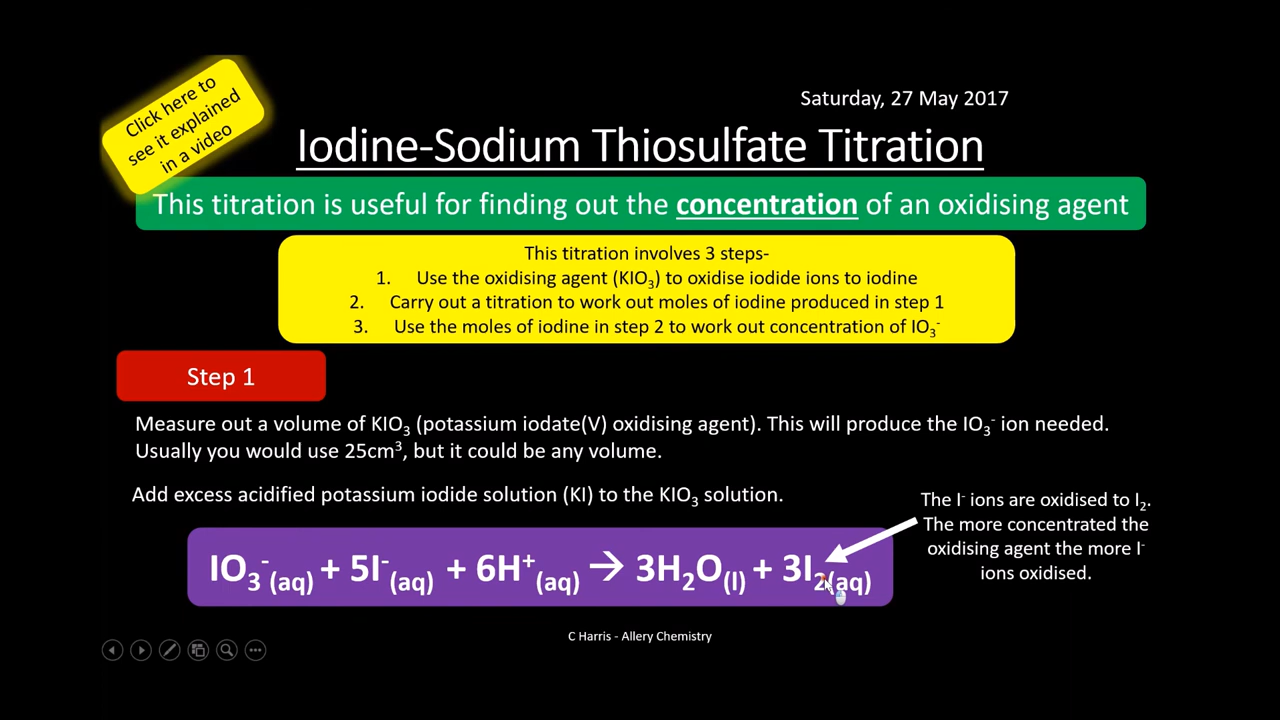 Click here to
see it explained
in a video
Saturday, 27 May 2017
Iodine-Sodium Thiosulfate Titration
This titration is useful for finding out the concentration of an oxidising agent
This titration involves 3 steps-
1. Use the oxidising agent (KIO₃) to oxidise iodide ions to iodine
2. Carry out a titration to work out moles of iodine produced in step 1
3. Use the moles of iodine in step 2 to work out concentration of IO₃⁻
Step 1
Measure out a volume of KIO₃ (potassium iodate(V) oxidising agent). This will produce the IO₃⁻ ion needed.
Usually you would use 25cm³, but it could be any volume.
Add excess acidified potassium iodide solution (KI) to the KIO₃ solution.
The I⁻ ions are oxidised to I₂.
The more concentrated the
oxidising agent the more I⁻
ions oxidised.
IO₃⁻(aq) + 5I⁻(aq) + 6H⁺(aq) → 3H₂O(l) + 3I₂(aq)
C Harris - Allery Chemistry